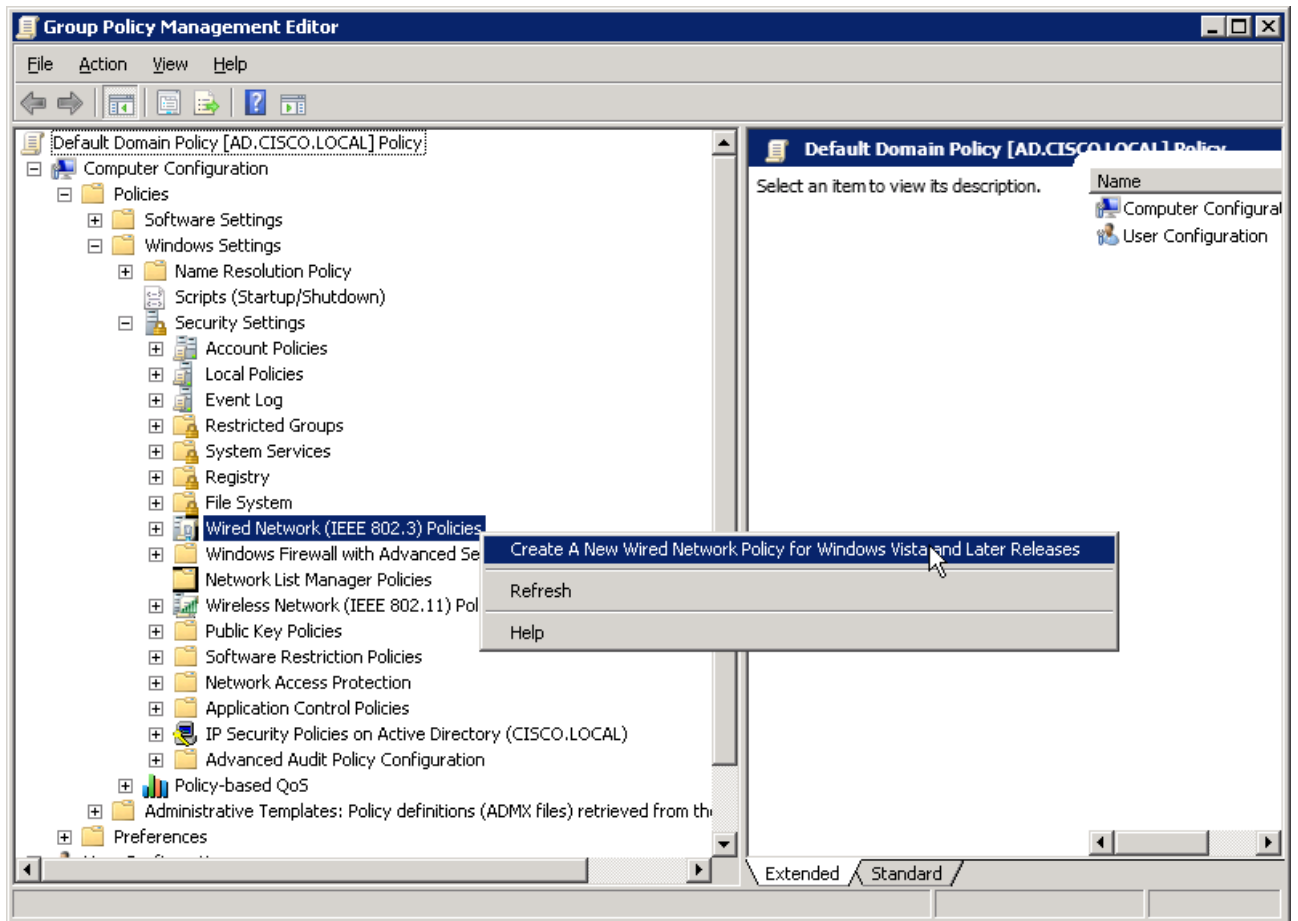 Group Policy Management Editor
File Action View Help
Default Domain Policy [AD.CISCO.LOCAL] Policy
Computer Configuration
Policies
Software Settings
Windows Settings
Name Resolution Policy
Scripts (Startup/Shutdown)
Security Settings
Account Policies
Local Policies
Event Log
Restricted Groups
System Services
Registry
File System
Wired Network (IEEE 802.3) Policies
Windows Firewall with Advanced Se
Network List Manager Policies
Wireless Network (IEEE 802.11) Pol
Public Key Policies
Software Restriction Policies
Network Access Protection
Application Control Policies
IP Security Policies on Active Directory (CISCO.LOCAL)
Advanced Audit Policy Configuration
Policy-based QoS
Administrative Templates: Policy definitions (ADMX files) retrieved from the
Preferences
Create A New Wired Network Policy for Windows Vista and Later Releases
Refresh
Help
Default Domain Policy [AD.CISCO.LOCAL] Policy
Select an item to view its description.
Name
Computer Configurat
User Configuration
Extended Standard